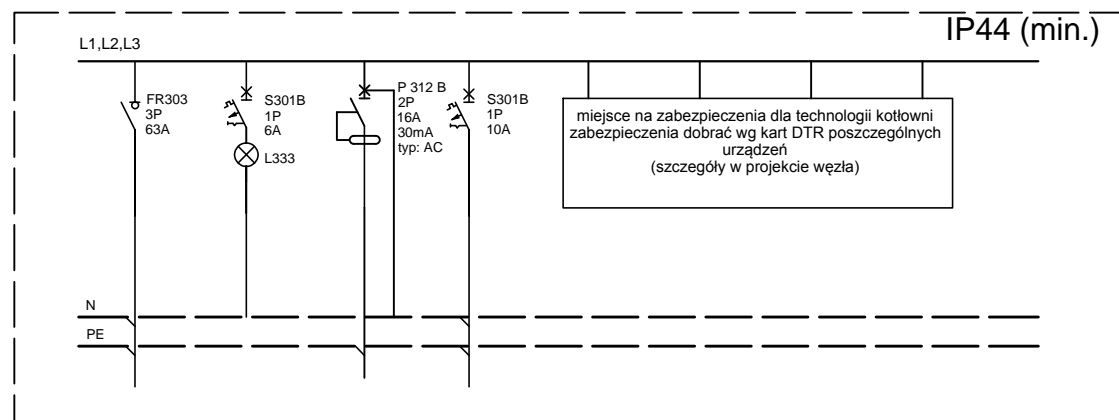 IP44 (min.)
L1,L2,L3
FR303
3P
63A
S301B
1P
6A
L333
P 312 B
2P
16A
30mA
typ: AC
S301B
1P
10A
miejsce na zabezpieczenia dla technologii kotłowni
zabezpieczenia dobrać wg kart DTR poszczególnych
urządzeń
(szczegóły w projekcie węzła)
N
PE